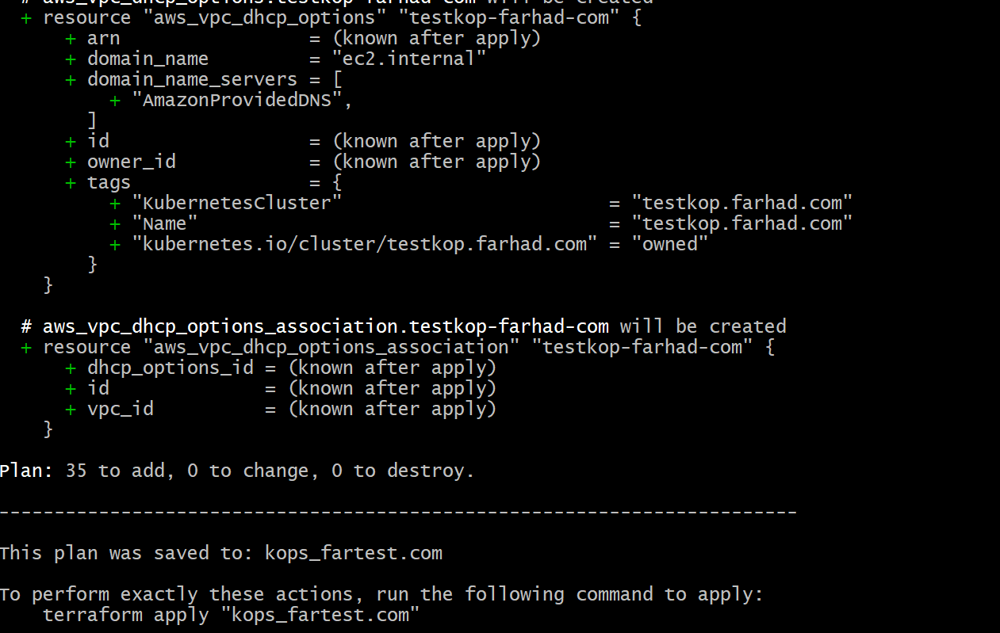 # aws_vpc_dhcp_options.testkop-farhad-com will be created
+ resource "aws_vpc_dhcp_options" "testkop-farhad-com" {
+ arn = (known after apply)
+ domain_name = "ec2.internal"
+ domain_name_servers = [
+ "AmazonProvidedDNS",
]
+ id = (known after apply)
+ owner_id = (known after apply)
+ tags = {
+ "KubernetesCluster" = "testkop.farhad.com"
+ "Name" = "testkop.farhad.com"
+ "kubernetes.io/cluster/testkop.farhad.com" = "owned"
}
}
# aws_vpc_dhcp_options_association.testkop-farhad-com will be created
+ resource "aws_vpc_dhcp_options_association" "testkop-farhad-com" {
+ dhcp_options_id = (known after apply)
+ id = (known after apply)
+ vpc_id = (known after apply)
}
Plan: 35 to add, 0 to change, 0 to destroy.
------------------------------------------------------------------------
This plan was saved to: kops_fartest.com
To perform exactly these actions, run the following command to apply:
terraform apply "kops_fartest.com"